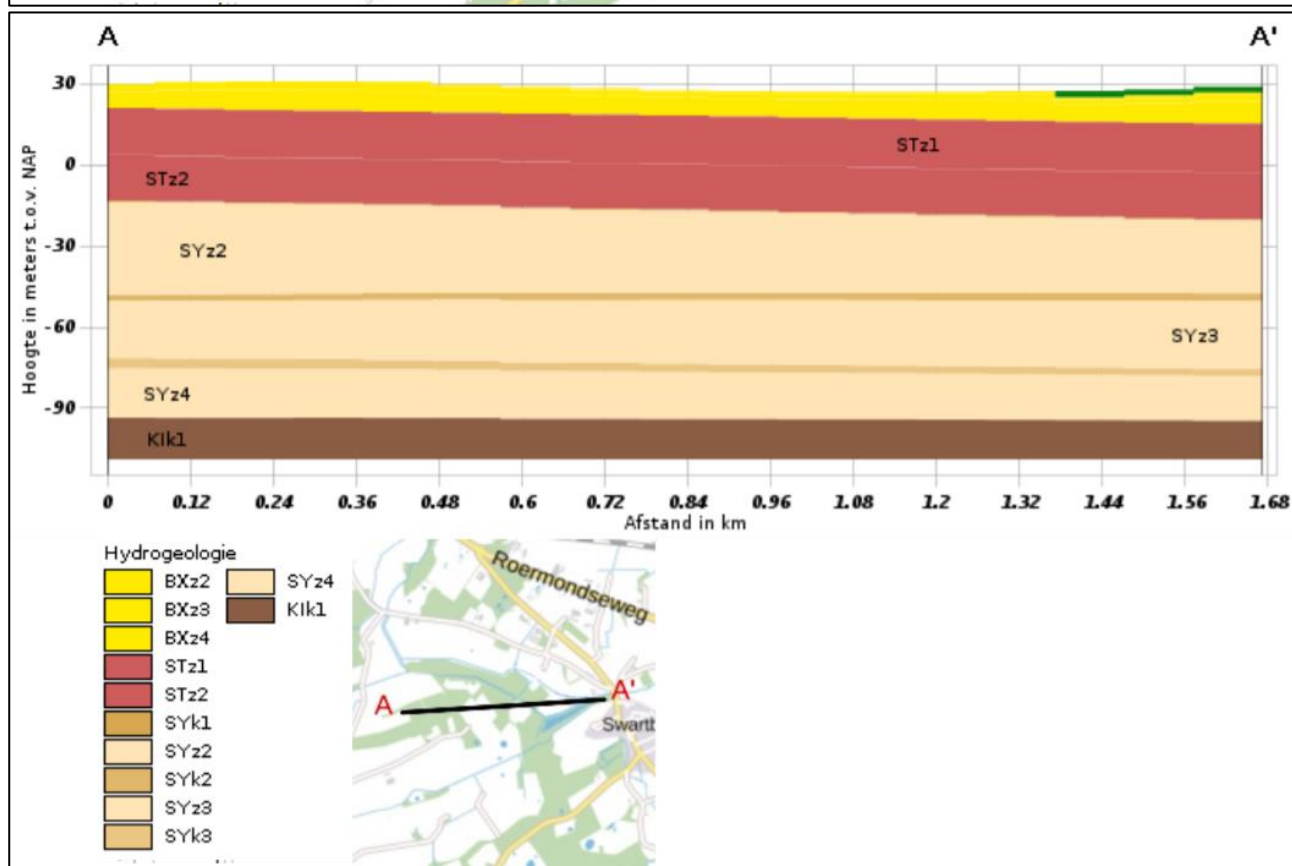 A A'
30
0
-30
-60
-90
Hoogte in meters t.o.v. NAP
STz1
STz2
SYz2
SYz3
SYz4
KIk1
0 0.12 0.24 0.36 0.48 0.6 0.72 0.84 0.96 1.08 1.2 1.32 1.44 1.56 1.68
Afstand in km
Hydrogeologie
BXz2 SYz4
BXz3 KIk1
BXz4
STz1
STz2
SYk1
SYz2
SYk2
SYz3
SYk3
Roermondseweg
A A'
Swartb